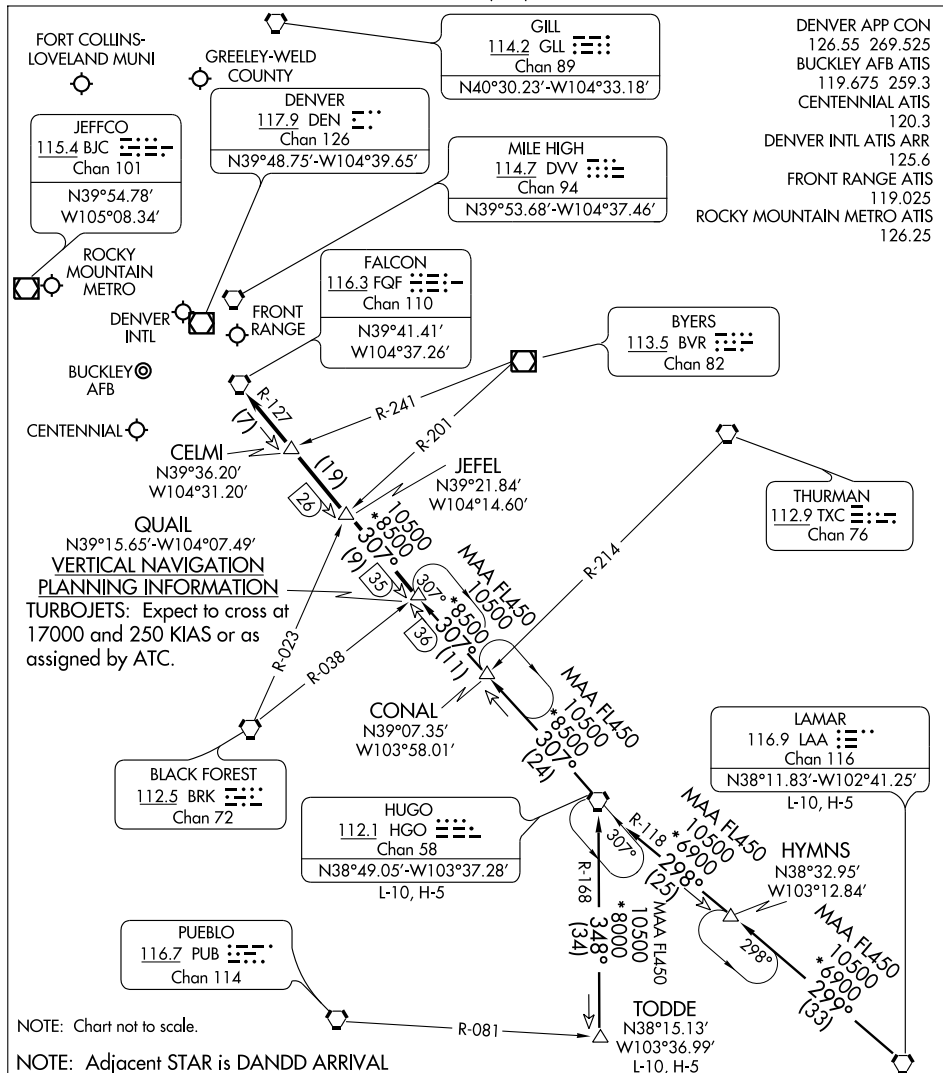 GILL
114.2 GLL
Chan 89
N40°30.23'-W104°33.18'
DENVER APP CON
126.55 269.525
BUCKLEY AFB ATIS
119.675 259.3
CENTENNIAL ATIS
120.3
DENVER INTL ATIS ARR
125.6
FRONT RANGE ATIS
119.025
ROCKY MOUNTAIN METRO ATIS
126.25
FORT COLLINS-
LOVELAND MUNI
GREELEY-WELD
COUNTY
DENVER
117.9 DEN
Chan 126
N39°48.75'-W104°39.65'
JEFFCO
115.4 BJC
Chan 101
N39°54.78'
W105°08.34'
MILE HIGH
114.7 DVV
Chan 94
N39°53.68'-W104°37.46'
ROCKY
MOUNTAIN
METRO
FALCON
116.3 FQF
Chan 110
N39°41.41'
W104°37.26'
DENVER
INTL
FRONT
RANGE
BYERS
113.5 BVR
Chan 82
BUCKLEY
AFB
CENTENNIAL
R-127
(7)
R-241
R-201
CELMI
N39°36.20'
W104°31.20'
(19)
26
JEFEL
N39°21.84'
W104°14.60'
THURMAN
112.9 TXC
Chan 76
R-214
QUAIL
N39°15.65'-W104°07.49'
VERTICAL NAVIGATION
PLANNING INFORMATION
TURBOJETS: Expect to cross at
17000 and 250 KIAS or as
assigned by ATC.
10500
*8500
307°
(9)
35
307°
36
MAA FL450
10500
*8500
307°
(11)
R-023
R-038
CONAL
N39°07.35'
W103°58.01'
MAA FL450
10500
*8500
307°
(24)
BLACK FOREST
112.5 BRK
Chan 72
LAMAR
116.9 LAA
Chan 116
N38°11.83'-W102°41.25'
L-10, H-5
HUGO
112.1 HGO
Chan 58
N38°49.05'-W103°37.28'
L-10, H-5
307°
R-118
MAA FL450
10500
*6900
298°
(25)
HYMNS
N38°32.95'
W103°12.84'
298°
MAA FL450
10500
*6900
299°
(33)
R-168
MAA FL450
10500
*8000
348°
(34)
PUEBLO
116.7 PUB
Chan 114
R-081
TODDE
N38°15.13'
W103°36.99'
L-10, H-5
NOTE: Chart not to scale.
NOTE: Adjacent STAR is DANDD ARRIVAL